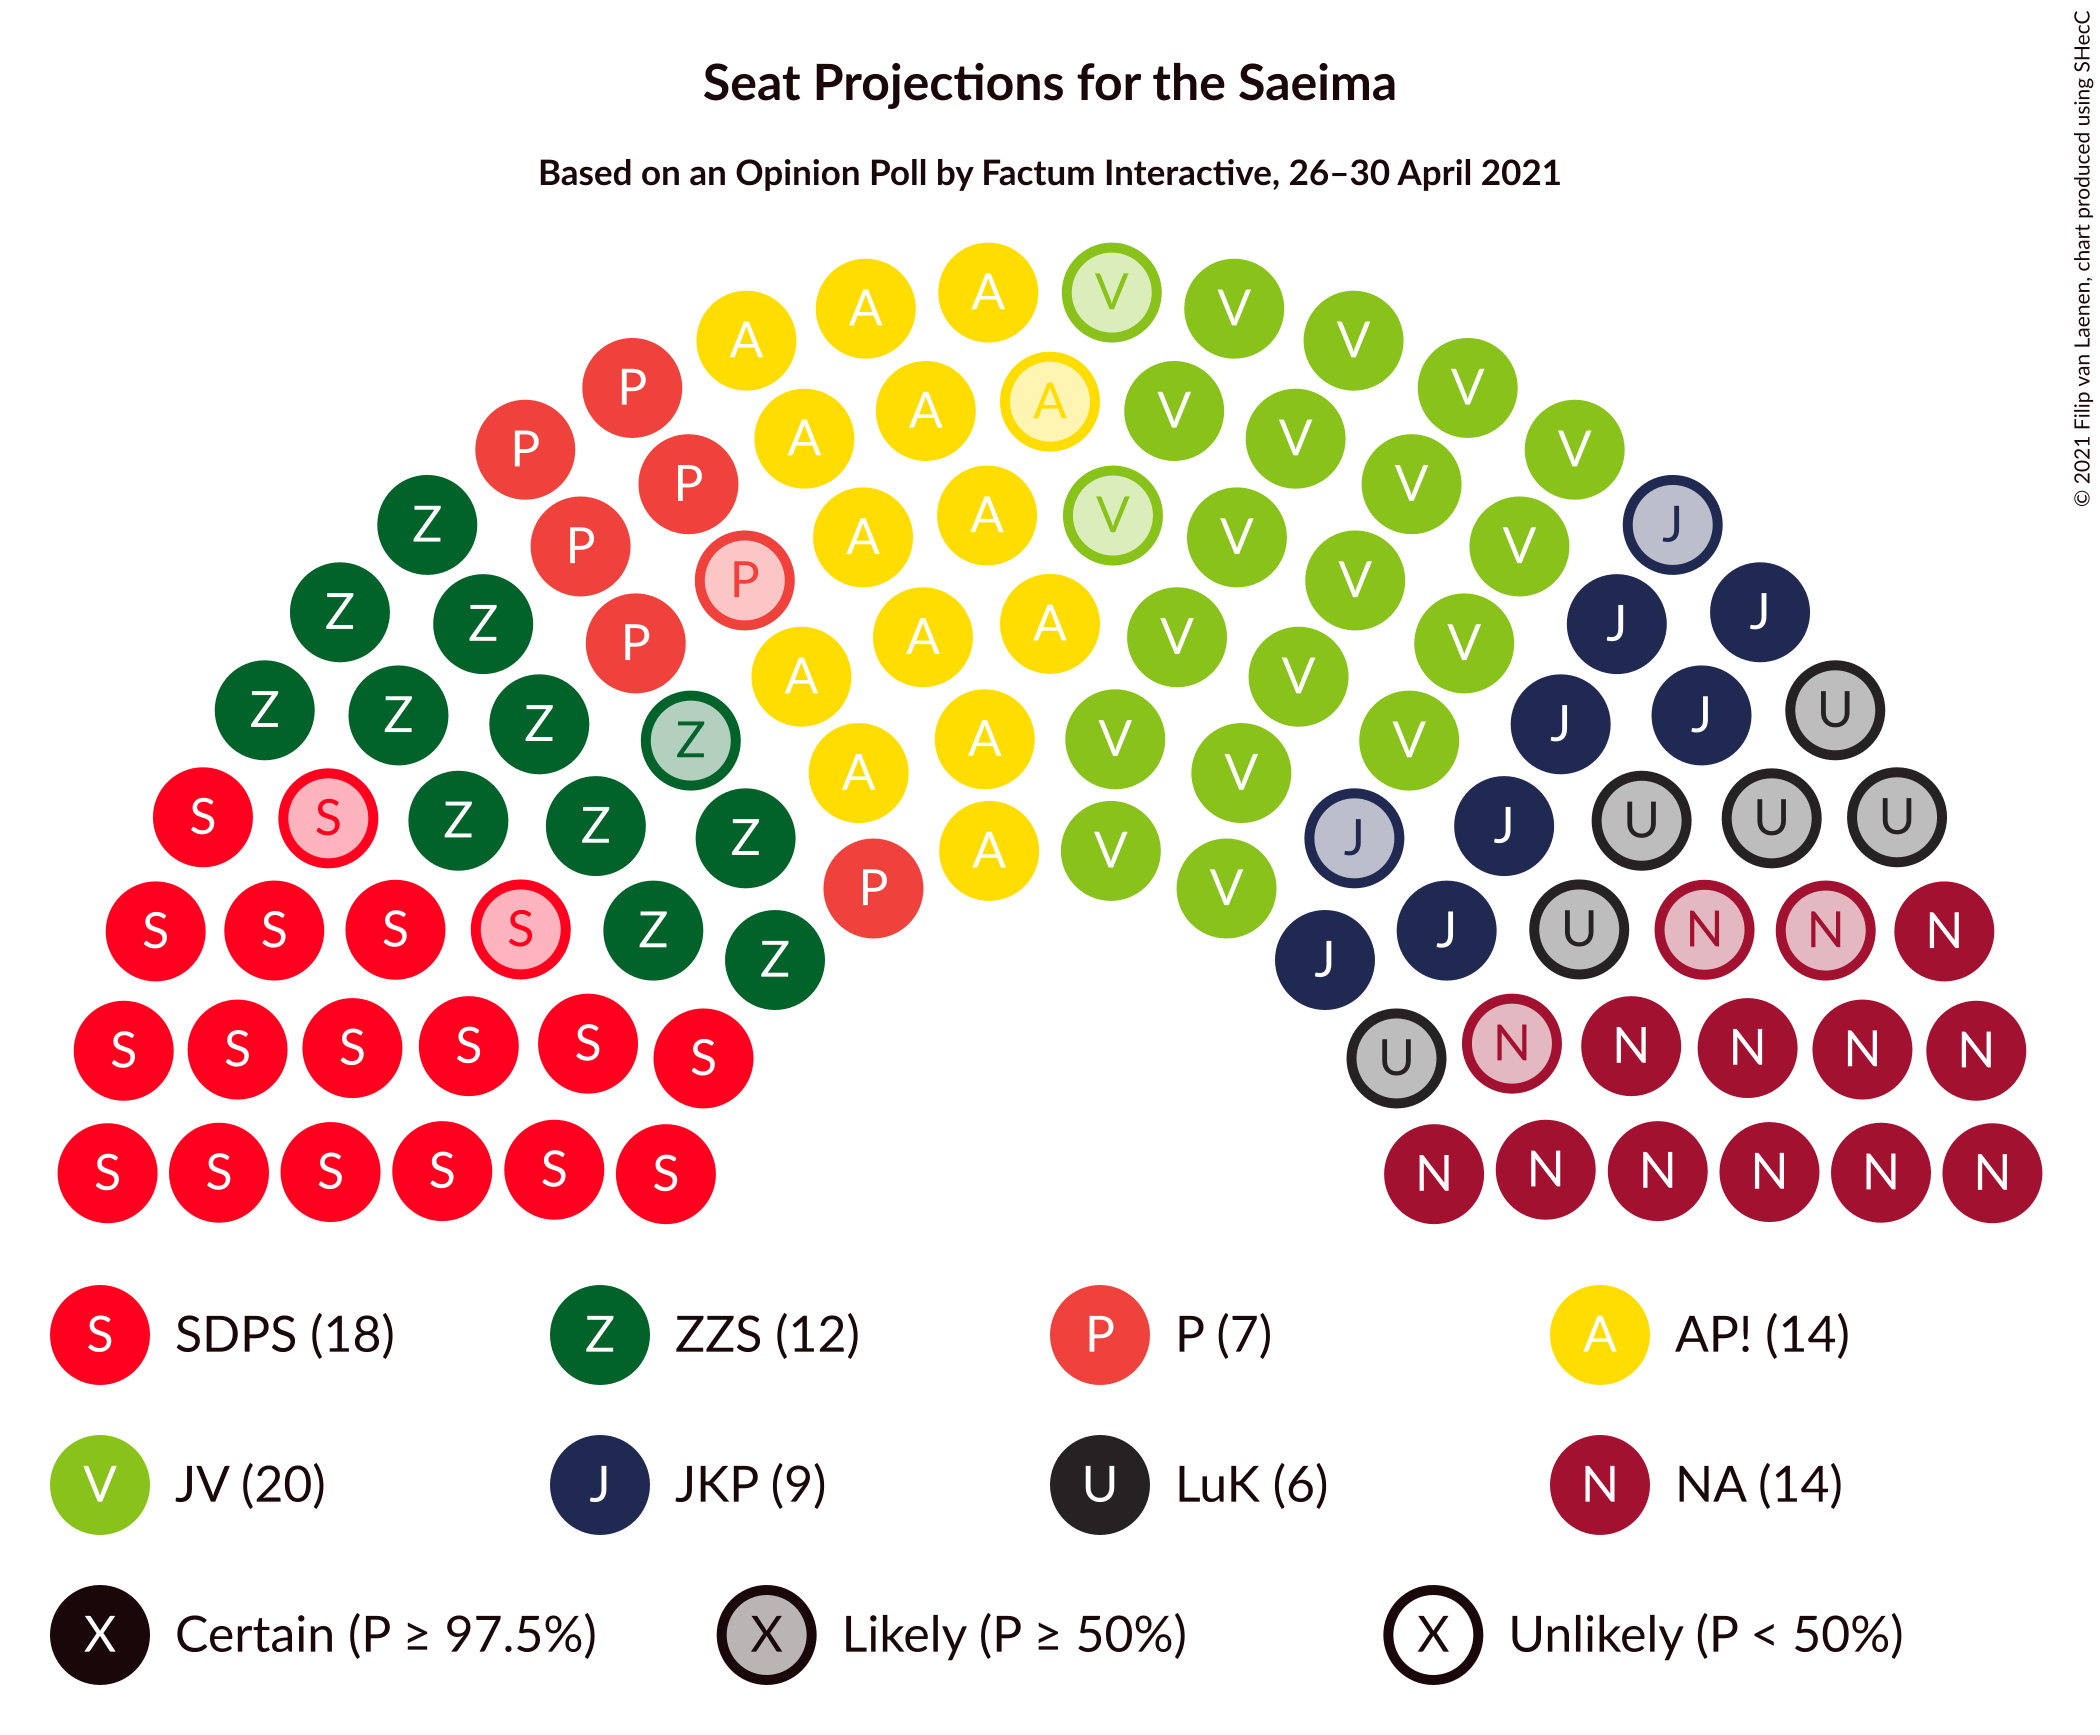 Seat Projections for the Saeima
Based on an Opinion Poll by Factum Interactive, 26–30 April 2021
© 2021 Filip van Laenen, chart produced using SHecC
A A V V
A V
P A A A V V V
P P A A V V V V
Z P P A A V V V J
Z Z P A A A V V V J J
Z Z Z Z A A V V V J J U
S S Z Z Z P A V V J J U U U
S S S S Z Z J J U N N N
S S S S S S U N N N N N
S S S S S S N N N N N N
S SDPS (18) Z ZZS (12) P P (7) A AP! (14)
V JV (20) J JKP (9) U LuK (6) N NA (14)
X Certain (P ≥ 97.5%) X Likely (P ≥ 50%) X Unlikely (P < 50%)